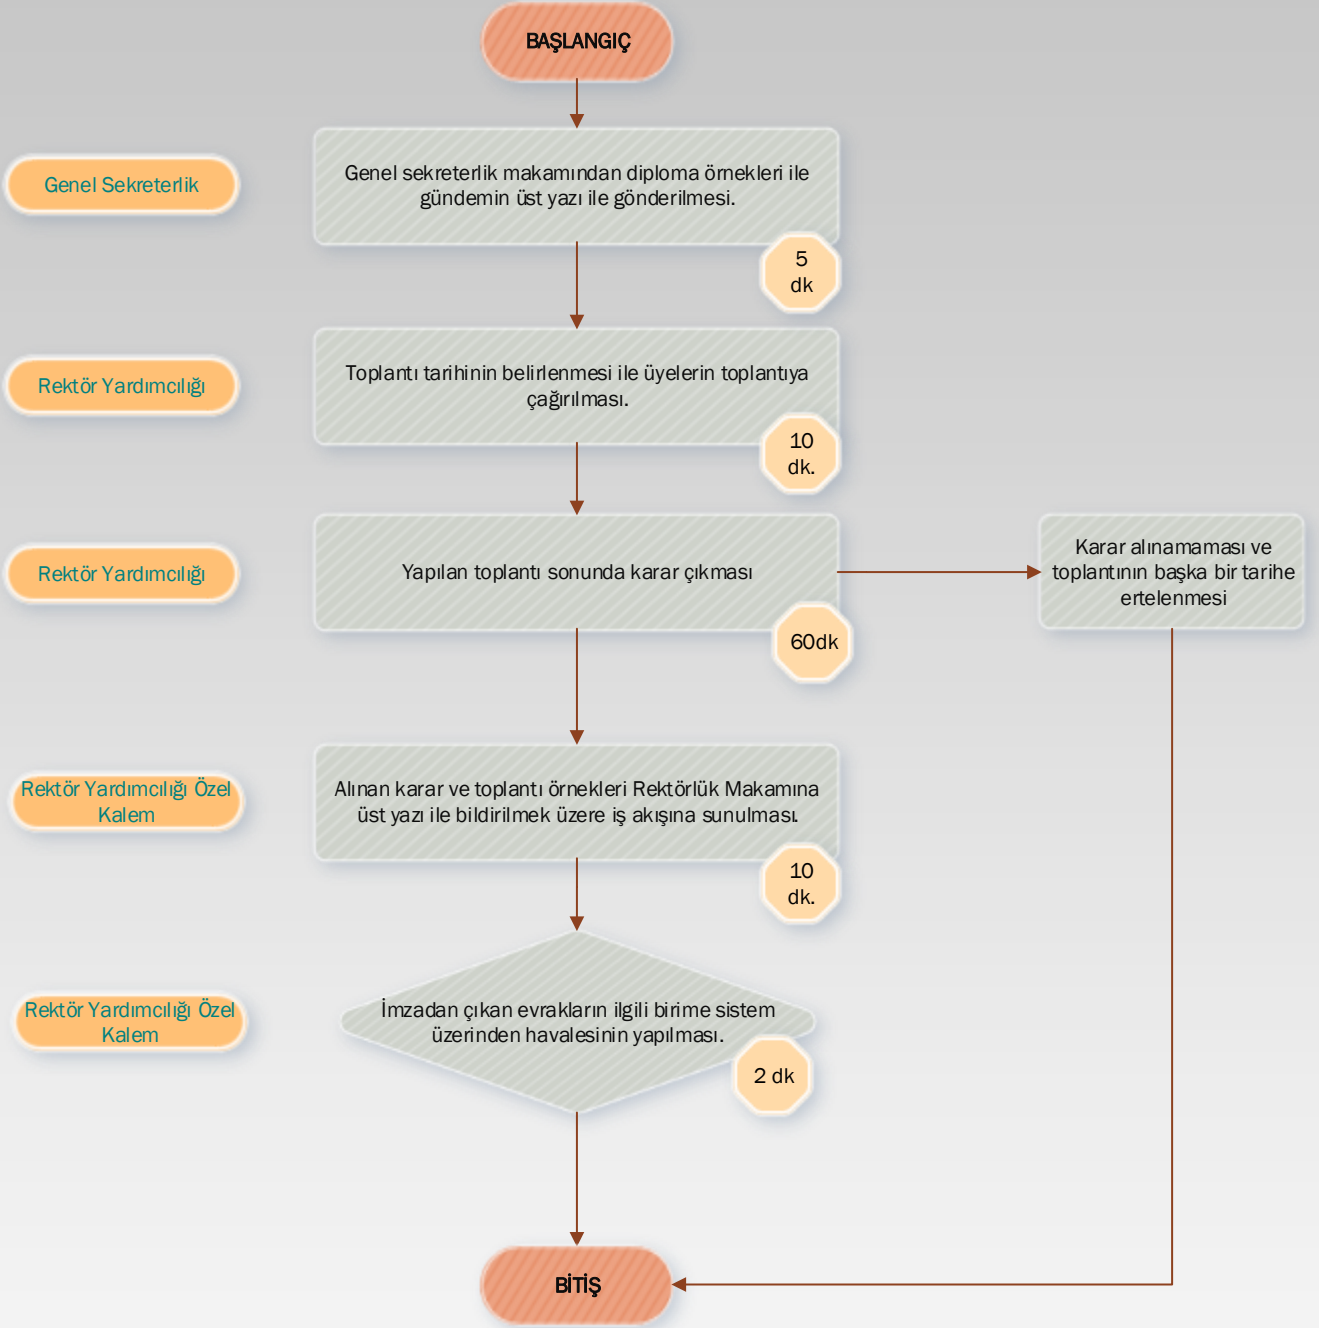 BAŞLANGIÇ
Genel Sekreterlik
Genel sekreterlik makamından diploma örnekleri ile
gündemin üst yazı ile gönderilmesi.
5
dk
Rektör Yardımcılığı
Toplantı tarihinin belirlenmesi ile üyelerin toplantıya
çağırılması.
10
dk.
Rektör Yardımcılığı
Yapılan toplantı sonunda karar çıkması
60dk
Karar alınamaması ve
toplantının başka bir tarihe
ertelenmesi
Rektör Yardımcılığı Özel
Kalem
Alınan karar ve toplantı örnekleri Rektörlük Makamına
üst yazı ile bildirilmek üzere iş akışına sunulması.
10
dk.
Rektör Yardımcılığı Özel
Kalem
İmzadan çıkan evrakların ilgili birime sistem
üzerinden havalesinin yapılması.
2 dk
BİTİŞ